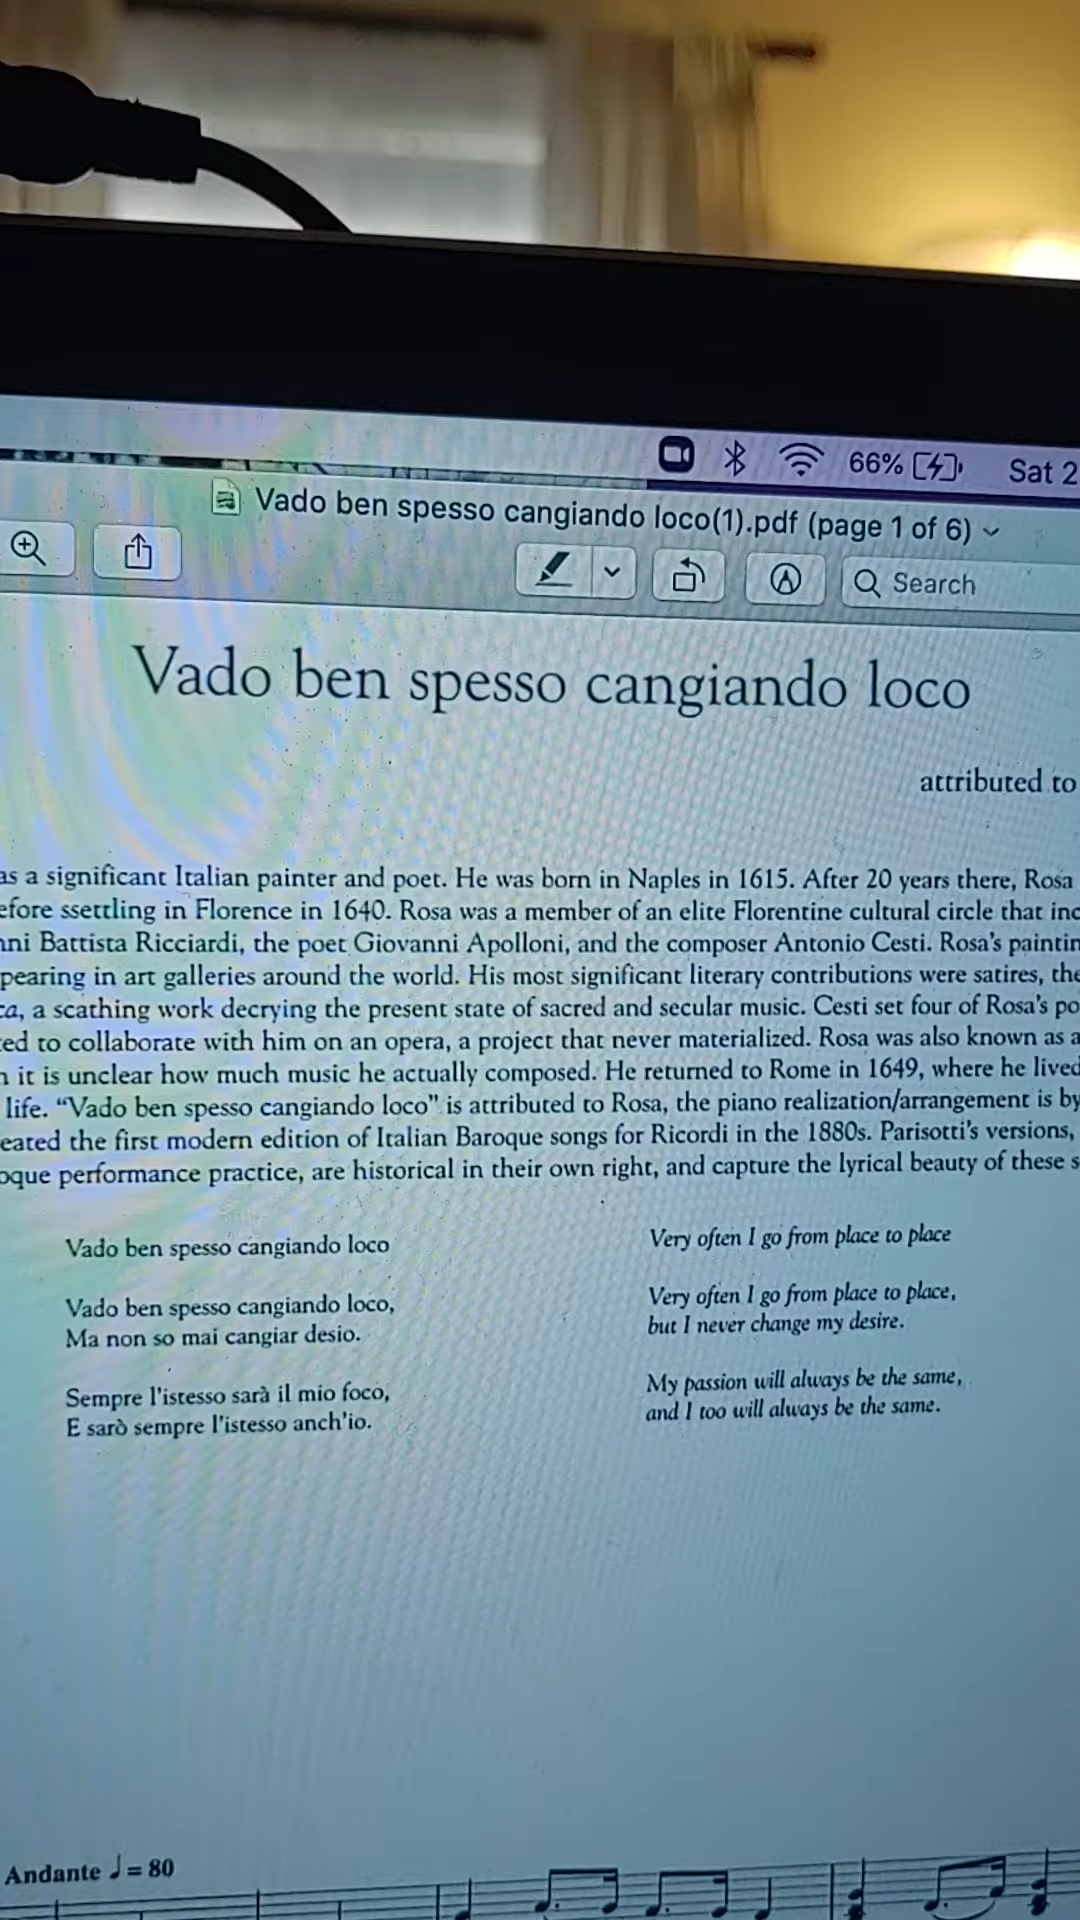 66% Sat 2
Vado ben spesso cangiando loco(1).pdf (page 1 of 6)
Search
Vado ben spesso cangiando loco
attributed to
as a significant Italian painter and poet. He was born in Naples in 1615. After 20 years there, Rosa
efore ssettling in Florence in 1640. Rosa was a member of an elite Florentine cultural circle that inc
nni Battista Ricciardi, the poet Giovanni Apolloni, and the composer Antonio Cesti. Rosa's paintin
pearing in art galleries around the world. His most significant literary contributions were satires, the
ca, a scathing work decrying the present state of sacred and secular music. Cesti set four of Rosa's po
ted to collaborate with him on an opera, a project that never materialized. Rosa was also known as a
h it is unclear how much music he actually composed. He returned to Rome in 1649, where he lived
life. “Vado ben spesso cangiando loco" is attributed to Rosa, the piano realization/arrangement is by
eated the first modern edition of Italian Baroque songs for Ricordi in the 1880s. Parisotti's versions,
oque performance practice, are historical in their own right, and capture the lyrical beauty of these s
Vado ben spesso cangiando loco
Vado ben spesso cangiando loco,
Ma non so mai cangiar desio.
Sempre l'istesso sarà il mio foco,
E sarò sempre l'istesso anch'io.
Very often I go from place to place
Very often I go from place to place,
but I never change my desire.
My passion will always be the same,
and I too will always be the same.
Andante ♩ = 80